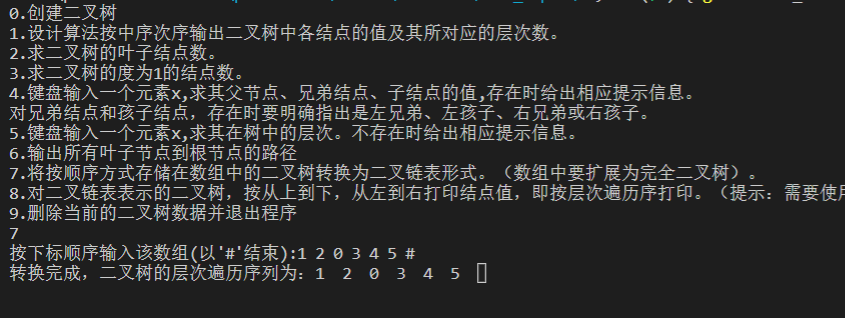 0.创建二叉树
1.设计算法按中序次序输出二叉树中各结点的值及其所对应的层次数。
2.求二叉树的叶子结点数。
3.求二叉树的度为1的结点数。
4.键盘输入一个元素x,求其父节点、兄弟结点、子结点的值,存在时给出相应提示信息。
对兄弟结点和孩子结点，存在时要明确指出是左兄弟、左孩子、右兄弟或右孩子。
5.键盘输入一个元素x,求其在树中的层次。不存在时给出相应提示信息。
6.输出所有叶子节点到根节点的路径
7.将按顺序方式存储在数组中的二叉树转换为二叉链表形式。（数组中要扩展为完全二叉树）。
8.对二叉链表表示的二叉树，按从上到下，从左到右打印结点值，即按层次遍历序打印。（提示：需要使用
9.删除当前的二叉树数据并退出程序
7
按下标顺序输入该数组(以'#'结束):1 2 0 3 4 5 #
转换完成，二叉树的层次遍历序列为：1 2 0 3 4 5